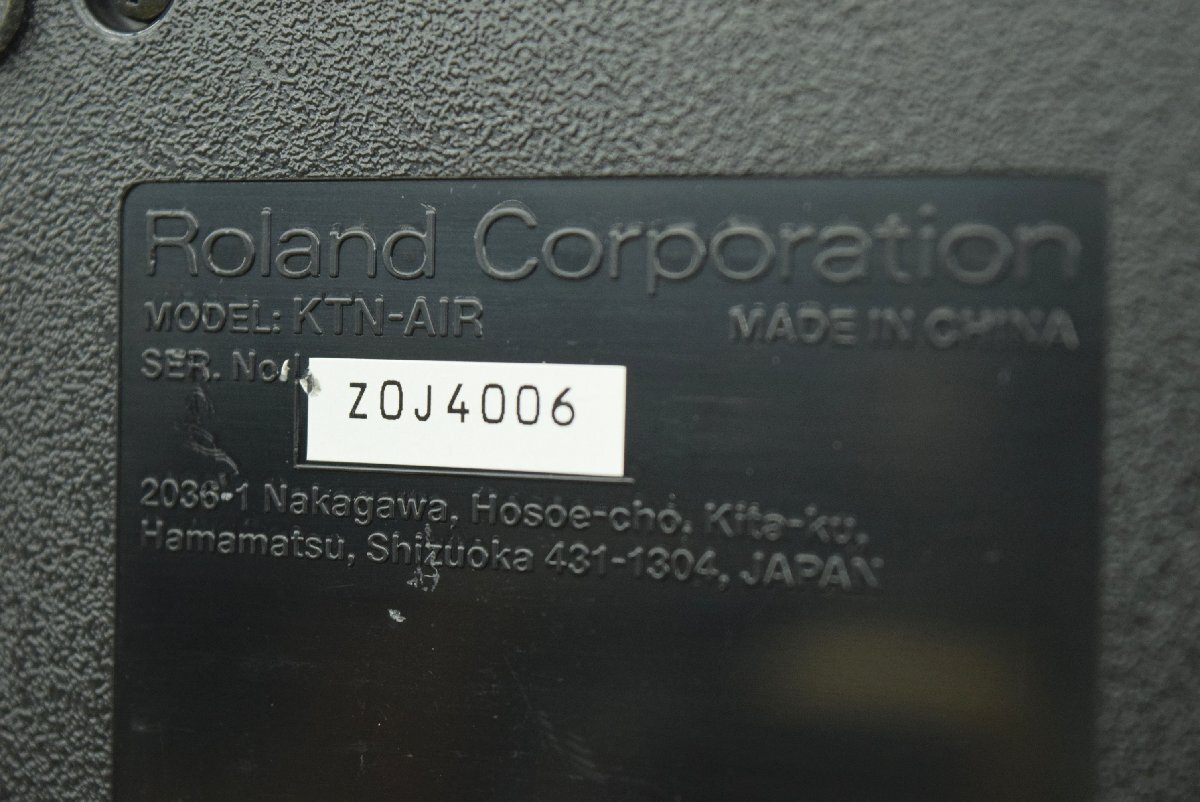 Roland Corporation
MODEL: KTN-AIR MADE IN CHINA
SER. No. Z0J4006
2036-1 Nakagawa, Hosoe-cho, Kita-ku,
Hamamatsu, Shizuoka 431-1304, JAPAN